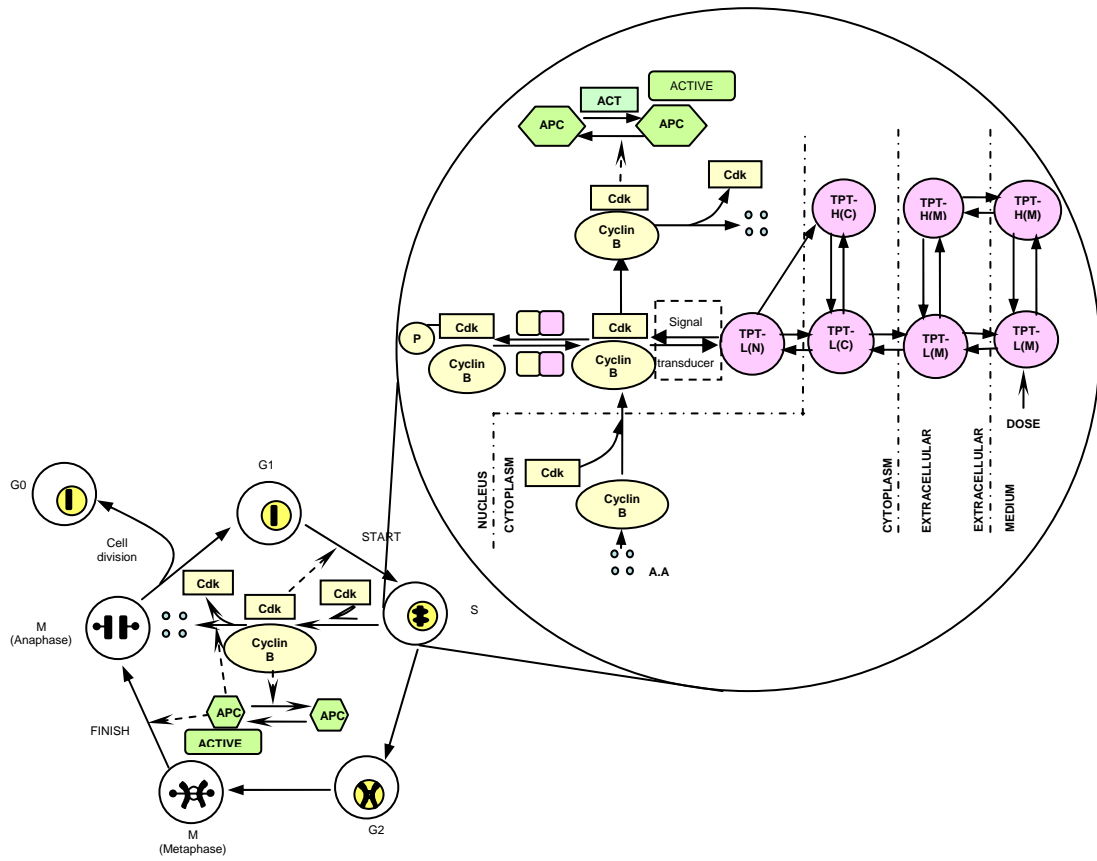 ACTIVE
ACT
APC
APC
Cdk
Cdk
Cyclin
B
TPT-
H(C)
TPT-
H(M)
TPT-
H(M)
P
Cdk
Cyclin
B
Cdk
Cyclin
B
Signal
transducer
TPT-
L(N)
TPT-
L(C)
TPT-
L(M)
TPT-
L(M)
DOSE
NUCLEUS
CYTOPLASM
CYTOPLASM
EXTRACELLULAR
EXTRACELLULAR
MEDIUM
Cdk
Cyclin
B
A.A
G0
G1
Cell
division
START
Cdk
Cdk
Cdk
Cyclin
B
S
M
(Anaphase)
APC
APC
ACTIVE
FINISH
M
(Metaphase)
G2